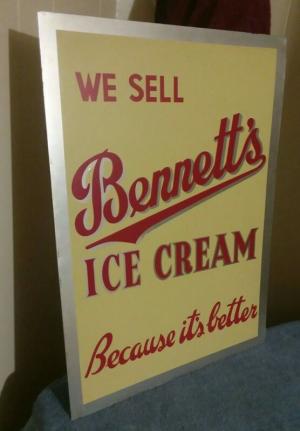 WE SELL
Bennett's
ICE CREAM
Because it's better